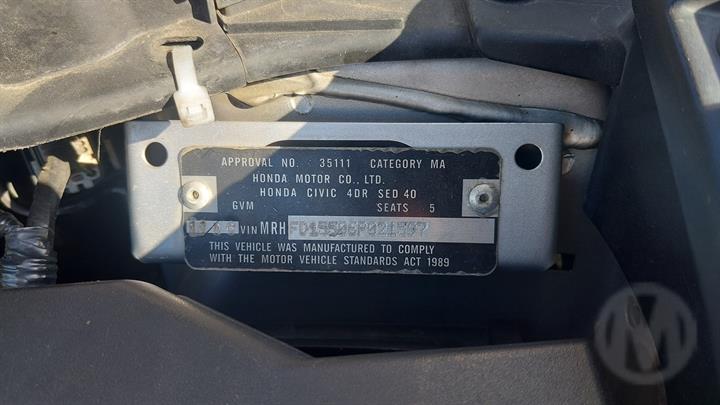 APPROVAL NO. 35111 CATEGORY MA
HONDA MOTOR CO., LTD.
HONDA CIVIC 4DR SED 40
GVM SEATS 5
VIN MRH
THIS VEHICLE WAS MANUFACTURED TO COMPLY
WITH THE MOTOR VEHICLE STANDARDS ACT 1989
M